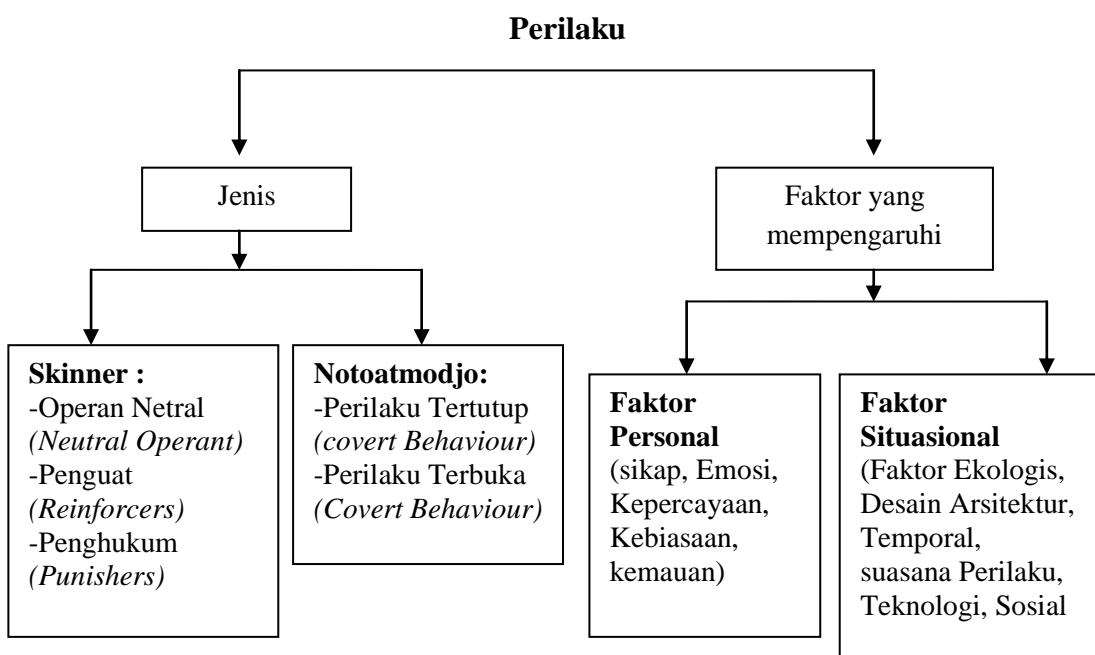 Perilaku
Jenis
Faktor yang
mempengaruhi
Skinner :
-Operan Netral
(Neutral Operant)
-Penguat
(Reinforcers)
-Penghukum
(Punishers)
Notoatmodjo:
-Perilaku Tertutup
(covert Behaviour)
-Perilaku Terbuka
(Covert Behaviour)
Faktor
Personal
(sikap, Emosi,
Kepercayaan,
Kebiasaan,
kemauan)
Faktor
Situasional
(Faktor Ekologis,
Desain Arsitektur,
Temporal,
suasana Perilaku,
Teknologi, Sosial